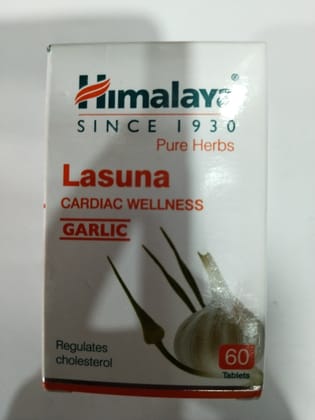 Himalaya®
SINCE 1930
Pure Herbs
Lasuna
CARDIAC WELLNESS
GARLIC
Regulates
cholesterol
60
Tablets